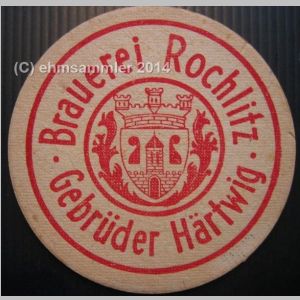 (C) ehmsammler 2014
· Brauerei Rochlitz ·
Gebrüder Härtwig